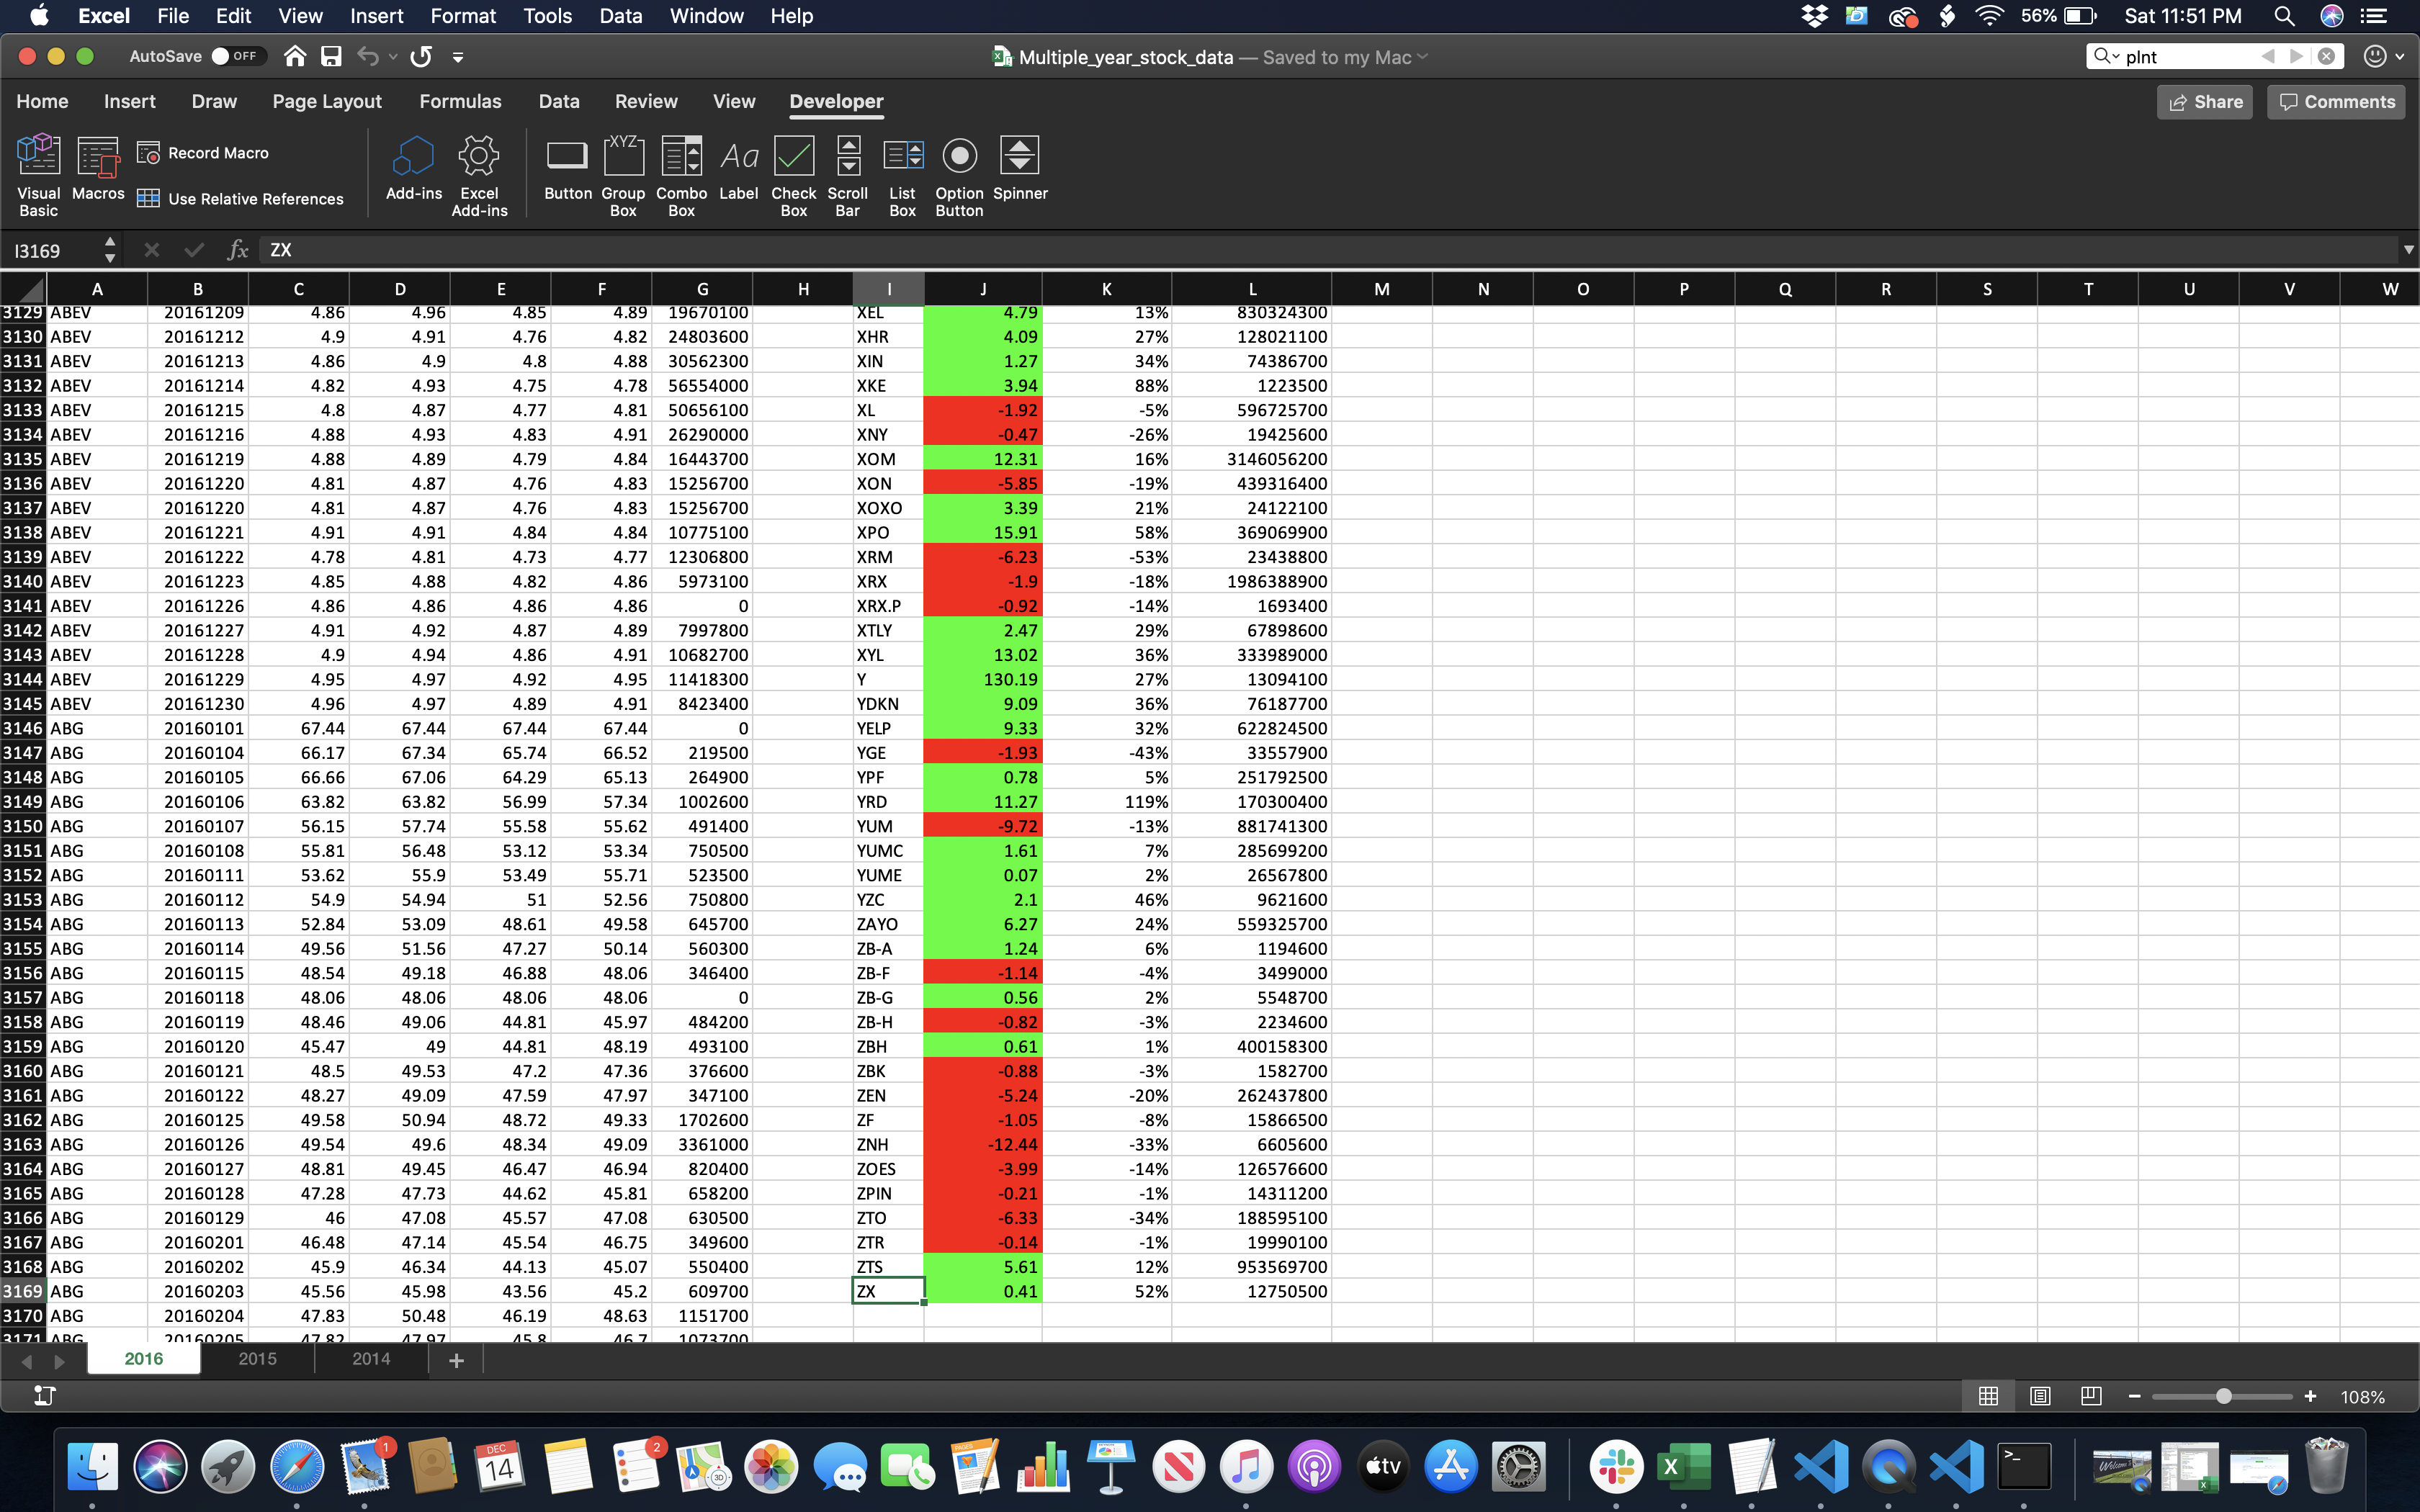 Excel File Edit View Insert Format Tools Data Window Help 56% Sat 11:51 PM
AutoSave OFF Multiple_year_stock_data — Saved to my Mac plnt
Home Insert Draw Page Layout Formulas Data Review View Developer Share Comments
Visual Basic Macros Record Macro Use Relative References Add-ins Excel Add-ins Button Group Box Combo Box Label Check Box Scroll Bar List Box Option Button Spinner
XYZ Aa
I3169 fx ZX
A B C D E F G H I J K L M N O P Q R S T U V W
3129 ABEV 20161209 4.86 4.96 4.85 4.89 19670100 XEL 4.79 13% 830324300
3130 ABEV 20161212 4.9 4.91 4.76 4.82 24803600 XHR 4.09 27% 128021100
3131 ABEV 20161213 4.86 4.9 4.8 4.88 30562300 XIN 1.27 34% 74386700
3132 ABEV 20161214 4.82 4.93 4.75 4.78 56554000 XKE 3.94 88% 1223500
3133 ABEV 20161215 4.8 4.87 4.77 4.81 50656100 XL -1.92 -5% 596725700
3134 ABEV 20161216 4.88 4.93 4.83 4.91 26290000 XNY -0.47 -26% 19425600
3135 ABEV 20161219 4.88 4.89 4.79 4.84 16443700 XOM 12.31 16% 3146056200
3136 ABEV 20161220 4.81 4.87 4.76 4.83 15256700 XON -5.85 -19% 439316400
3137 ABEV 20161220 4.81 4.87 4.76 4.83 15256700 XOXO 3.39 21% 24122100
3138 ABEV 20161221 4.91 4.91 4.84 4.84 10775100 XPO 15.91 58% 369069900
3139 ABEV 20161222 4.78 4.81 4.73 4.77 12306800 XRM -6.23 -53% 23438800
3140 ABEV 20161223 4.85 4.88 4.82 4.86 5973100 XRX -1.9 -18% 1986388900
3141 ABEV 20161226 4.86 4.86 4.86 4.86 0 XRX.P -0.92 -14% 1693400
3142 ABEV 20161227 4.91 4.92 4.87 4.89 7997800 XTLY 2.47 29% 67898600
3143 ABEV 20161228 4.9 4.94 4.86 4.91 10682700 XYL 13.02 36% 333989000
3144 ABEV 20161229 4.95 4.97 4.92 4.95 11418300 Y 130.19 27% 13094100
3145 ABEV 20161230 4.96 4.97 4.89 4.91 8423400 YDKN 9.09 36% 76187700
3146 ABG 20160101 67.44 67.44 67.44 67.44 0 YELP 9.33 32% 622824500
3147 ABG 20160104 66.17 67.34 65.74 66.52 219500 YGE -1.93 -43% 33557900
3148 ABG 20160105 66.66 67.06 64.29 65.13 264900 YPF 0.78 5% 251792500
3149 ABG 20160106 63.82 63.82 56.99 57.34 1002600 YRD 11.27 119% 170300400
3150 ABG 20160107 56.15 57.74 55.58 55.62 491400 YUM -9.72 -13% 881741300
3151 ABG 20160108 55.81 56.48 53.12 53.34 750500 YUMC 1.61 7% 285699200
3152 ABG 20160111 53.62 55.9 53.49 55.71 523500 YUME 0.07 2% 26567800
3153 ABG 20160112 54.9 54.94 51 52.56 750800 YZC 2.1 46% 9621600
3154 ABG 20160113 52.84 53.09 48.61 49.58 645700 ZAYO 6.27 24% 559325700
3155 ABG 20160114 49.56 51.56 47.27 50.14 560300 ZB-A 1.24 6% 1194600
3156 ABG 20160115 48.54 49.18 46.88 48.06 346400 ZB-F -1.14 -4% 3499000
3157 ABG 20160118 48.06 48.06 48.06 48.06 0 ZB-G 0.56 2% 5548700
3158 ABG 20160119 48.46 49.06 44.81 45.97 484200 ZB-H -0.82 -3% 2234600
3159 ABG 20160120 45.47 49 44.81 48.19 493100 ZBH 0.61 1% 400158300
3160 ABG 20160121 48.5 49.53 47.2 47.36 376600 ZBK -0.88 -3% 1582700
3161 ABG 20160122 48.27 49.09 47.59 47.97 347100 ZEN -5.24 -20% 262437800
3162 ABG 20160125 49.58 50.94 48.72 49.33 1702600 ZF -1.05 -8% 15866500
3163 ABG 20160126 49.54 49.6 48.34 49.09 3361000 ZNH -12.44 -33% 6605600
3164 ABG 20160127 48.81 49.45 46.47 46.94 820400 ZOES -3.99 -14% 126576600
3165 ABG 20160128 47.28 47.73 44.62 45.81 658200 ZPIN -0.21 -1% 14311200
3166 ABG 20160129 46 47.08 45.57 47.08 630500 ZTO -6.33 -34% 188595100
3167 ABG 20160201 46.48 47.14 45.54 46.75 349600 ZTR -0.14 -1% 19990100
3168 ABG 20160202 45.9 46.34 44.13 45.07 550400 ZTS 5.61 12% 953569700
3169 ABG 20160203 45.56 45.98 43.56 45.2 609700 ZX 0.41 52% 12750500
3170 ABG 20160204 47.83 50.48 46.19 48.63 1151700
3171 ABG 20160205 47.82 47.97 45.8 46.7 1073700
2016 2015 2014 +
108%
1 DEC 14 2 3D PAGES tv X >_ Welcome